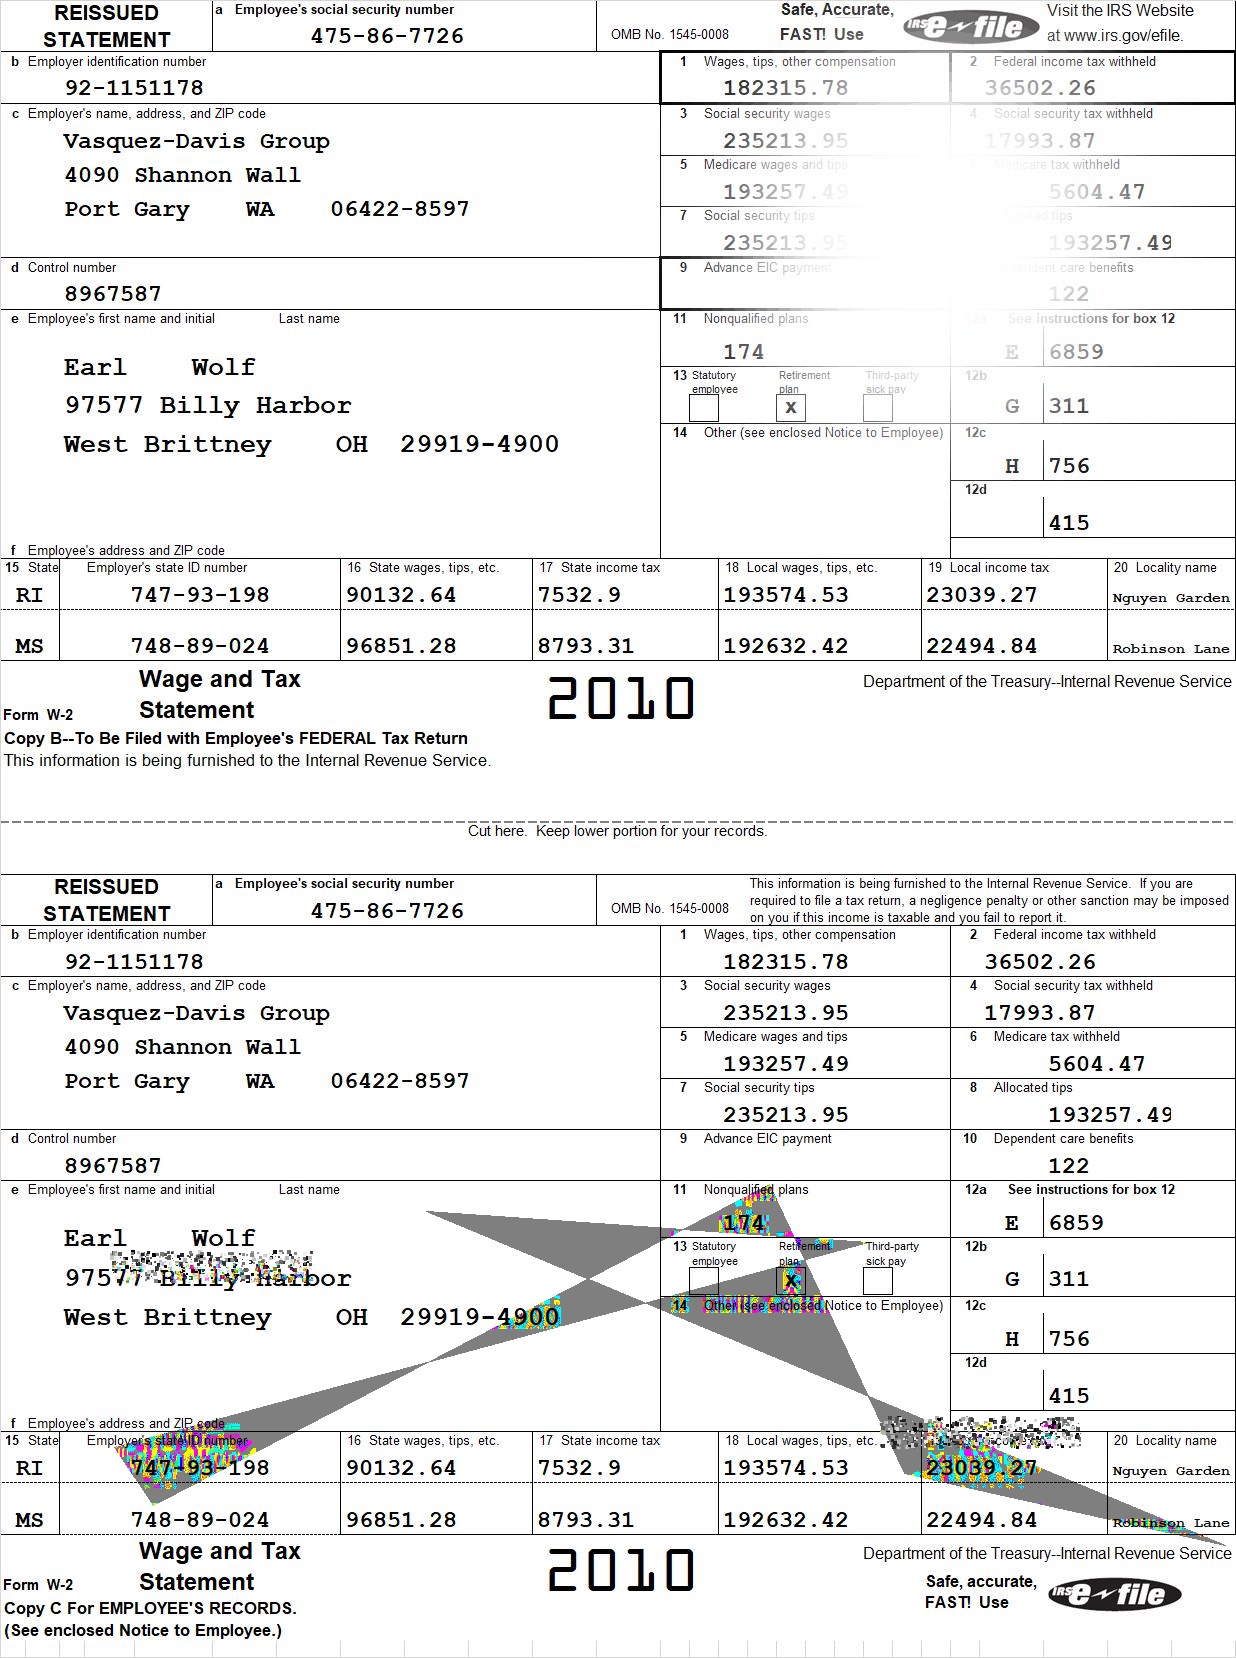 REISSUED STATEMENT
a Employee's social security number
475-86-7726
OMB No. 1545-0008
Safe, Accurate, FAST! Use
IRS e-file
Visit the IRS Website at www.irs.gov/efile.
b Employer identification number
92-1151178
1 Wages, tips, other compensation
182315.78
2 Federal income tax withheld
36502.26
c Employer's name, address, and ZIP code
Vasquez-Davis Group
4090 Shannon Wall
Port Gary WA 06422-8597
3 Social security wages
235213.95
4 Social security tax withheld
17993.87
5 Medicare wages and tips
193257.49
Medicare tax withheld
5604.47
7 Social security tips
235213.95
tips
193257.49
d Control number
8967587
9 Advance EIC payment
Dependent care benefits
122
e Employee's first name and initial Last name
Earl Wolf
97577 Billy Harbor
West Brittney OH 29919-4900
f Employee's address and ZIP code
11 Nonqualified plans
174
12a See instructions for box 12
E 6859
13 Statutory employee Retirement plan Third-party sick pay
X
12b
G 311
14 Other (see enclosed Notice to Employee)
12c
H 756
12d
415
15 State Employer's state ID number 16 State wages, tips, etc. 17 State income tax 18 Local wages, tips, etc. 19 Local income tax 20 Locality name
RI 747-93-198 90132.64 7532.9 193574.53 23039.27 Nguyen Garden
MS 748-89-024 96851.28 8793.31 192632.42 22494.84 Robinson Lane
Form W-2
Wage and Tax Statement
2010
Department of the Treasury--Internal Revenue Service
Copy B--To Be Filed with Employee's FEDERAL Tax Return
This information is being furnished to the Internal Revenue Service.
Cut here. Keep lower portion for your records.
REISSUED STATEMENT
a Employee's social security number
475-86-7726
OMB No. 1545-0008
This information is being furnished to the Internal Revenue Service. If you are
required to file a tax return, a negligence penalty or other sanction may be imposed
on you if this income is taxable and you fail to report it.
b Employer identification number
92-1151178
1 Wages, tips, other compensation
182315.78
2 Federal income tax withheld
36502.26
c Employer's name, address, and ZIP code
Vasquez-Davis Group
4090 Shannon Wall
Port Gary WA 06422-8597
3 Social security wages
235213.95
4 Social security tax withheld
17993.87
5 Medicare wages and tips
193257.49
6 Medicare tax withheld
5604.47
7 Social security tips
235213.95
8 Allocated tips
193257.49
d Control number
8967587
9 Advance EIC payment
10 Dependent care benefits
122
e Employee's first name and initial Last name
Earl Wolf
97577 Billy Harbor
West Brittney OH 29919-4900
f Employee's address and ZIP code
11 Nonqualified plans
174
12a See instructions for box 12
E 6859
13 Statutory employee Retirement plan Third-party sick pay
X
12b
G 311
14 Other (see enclosed Notice to Employee)
12c
H 756
12d
415
15 State Employer's state ID number 16 State wages, tips, etc. 17 State income tax 18 Local wages, tips, etc. 20 Locality name
RI 747-93-198 90132.64 7532.9 193574.53 23039.27 Nguyen Garden
MS 748-89-024 96851.28 8793.31 192632.42 22494.84 Robinson Lane
Form W-2
Wage and Tax Statement
2010
Department of the Treasury--Internal Revenue Service
Safe, accurate, FAST! Use
IRS e-file
Copy C For EMPLOYEE'S RECORDS.
(See enclosed Notice to Employee.)